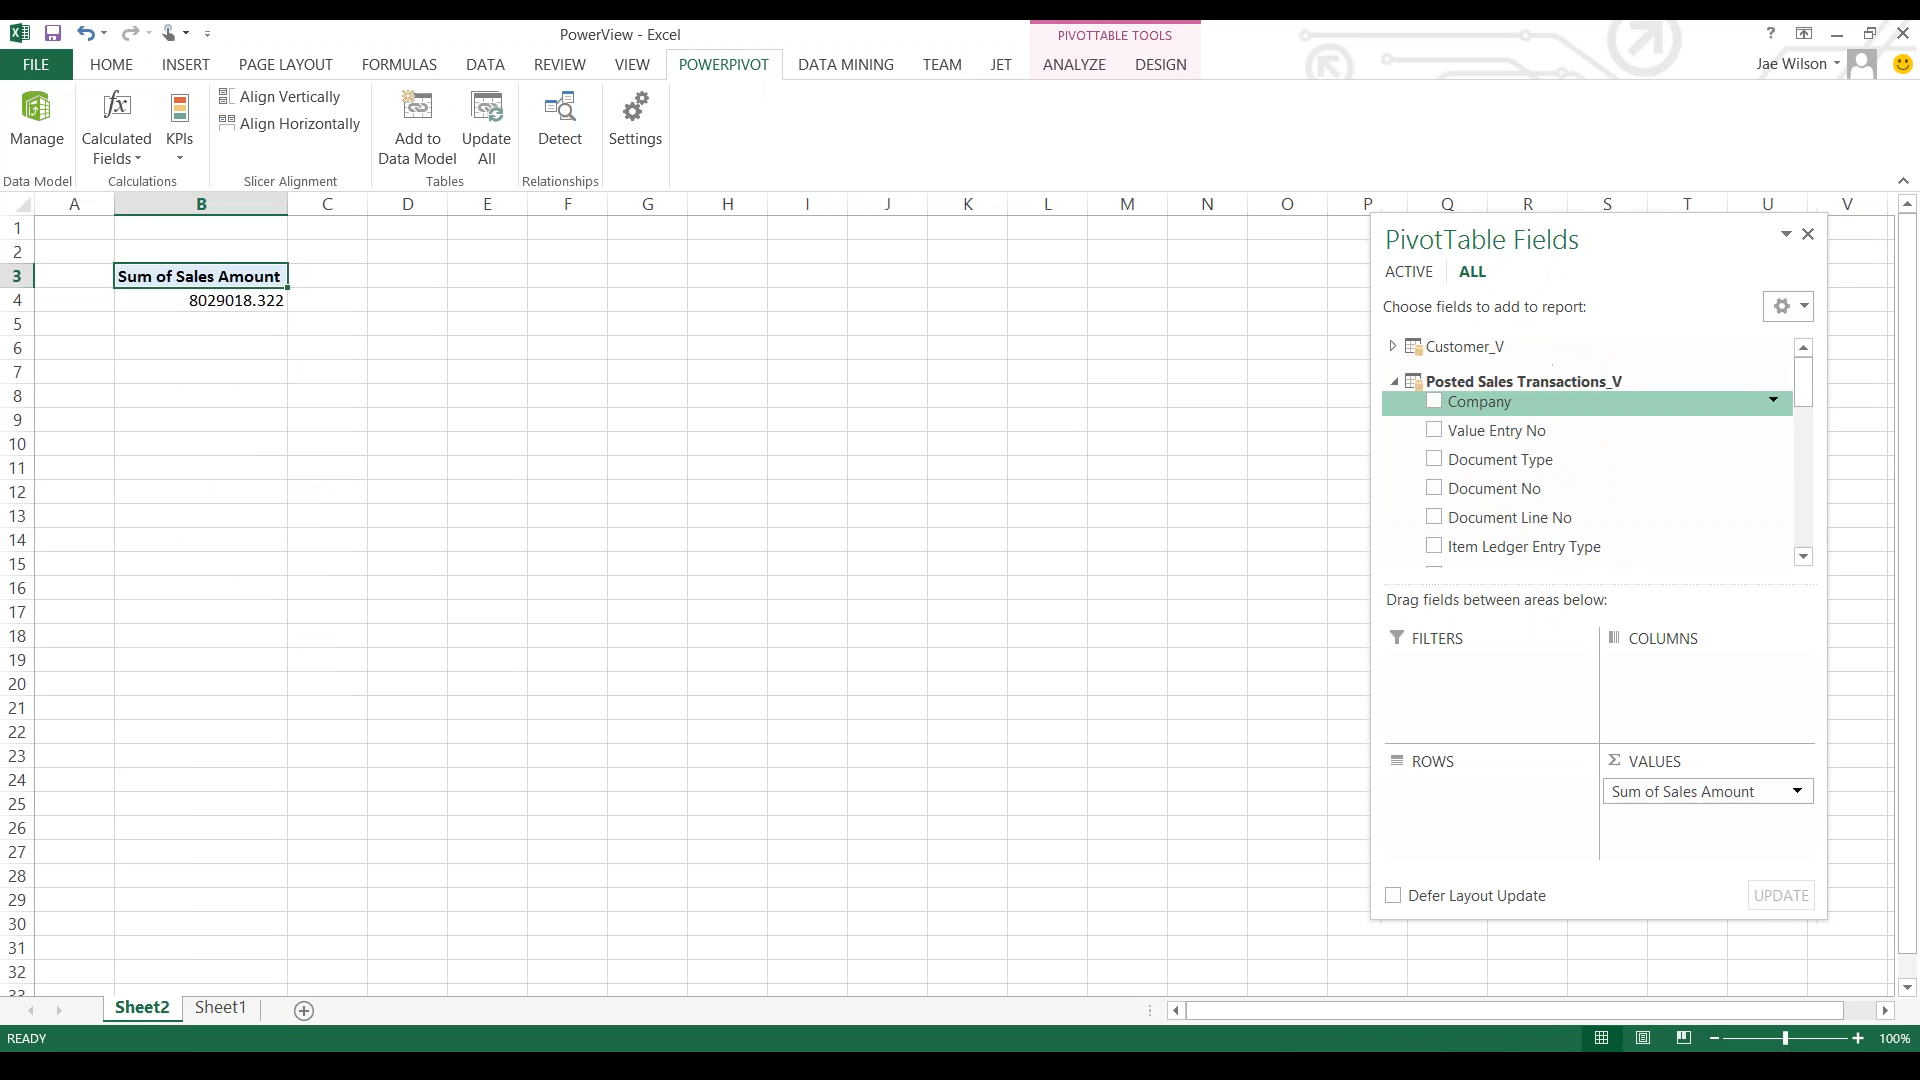 PowerView - Excel
PIVOTTABLE TOOLS
?
FILE HOME INSERT PAGE LAYOUT FORMULAS DATA REVIEW VIEW POWERPIVOT DATA MINING TEAM JET ANALYZE DESIGN Jae Wilson
Manage
Calculated Fields
KPIs
Align Vertically
Align Horizontally
Add to Data Model
Update All
Detect
Settings
Data Model Calculations Slicer Alignment Tables Relationships
A B C D E F G H I J K L M N O P Q R S T U V
1
2
3 Sum of Sales Amount
4 8029018.322
5
6
7
8
9
10
11
12
13
14
15
16
17
18
19
20
21
22
23
24
25
26
27
28
29
30
31
32
33
PivotTable Fields
ACTIVE ALL
Choose fields to add to report:
Customer_V
Posted Sales Transactions_V
Company
Value Entry No
Document Type
Document No
Document Line No
Item Ledger Entry Type
Drag fields between areas below:
FILTERS COLUMNS
ROWS Σ VALUES
Sum of Sales Amount
Defer Layout Update UPDATE
Sheet2 Sheet1
READY 100%